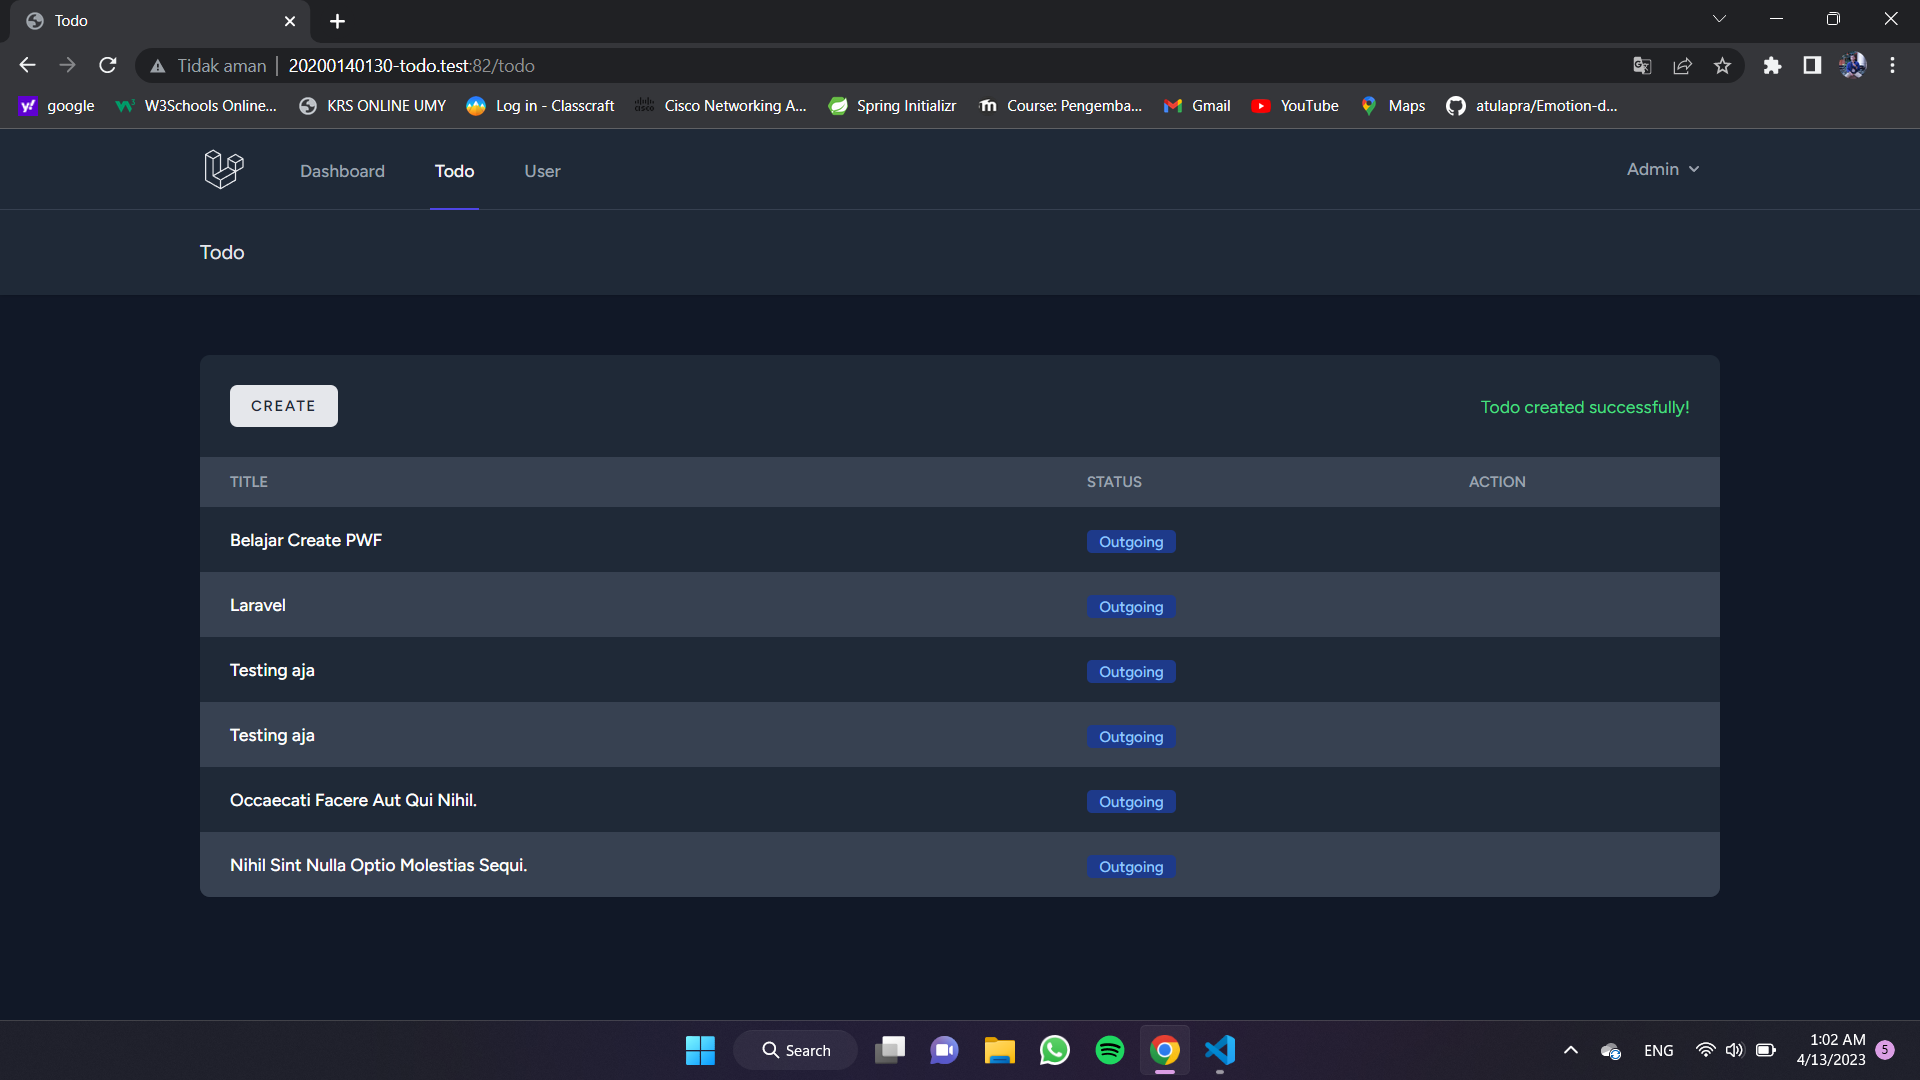 Todo
Tidak aman
20200140130-todo.test:82/todo
y!
google
W3Schools Online...
KRS ONLINE UMY
Log in - Classcraft
Cisco Networking A...
Spring Initializr
Course: Pengemba...
Gmail
YouTube
Maps
atulapra/Emotion-d...
Dashboard
Todo
User
Admin
Todo
CREATE
Todo created successfully!
TITLE
STATUS
ACTION
Belajar Create PWF
Outgoing
Laravel
Outgoing
Testing aja
Outgoing
Testing aja
Outgoing
Occaecati Facere Aut Qui Nihil.
Outgoing
Nihil Sint Nulla Optio Molestias Sequi.
Outgoing
Search
ENG
1:02 AM
4/13/2023
5